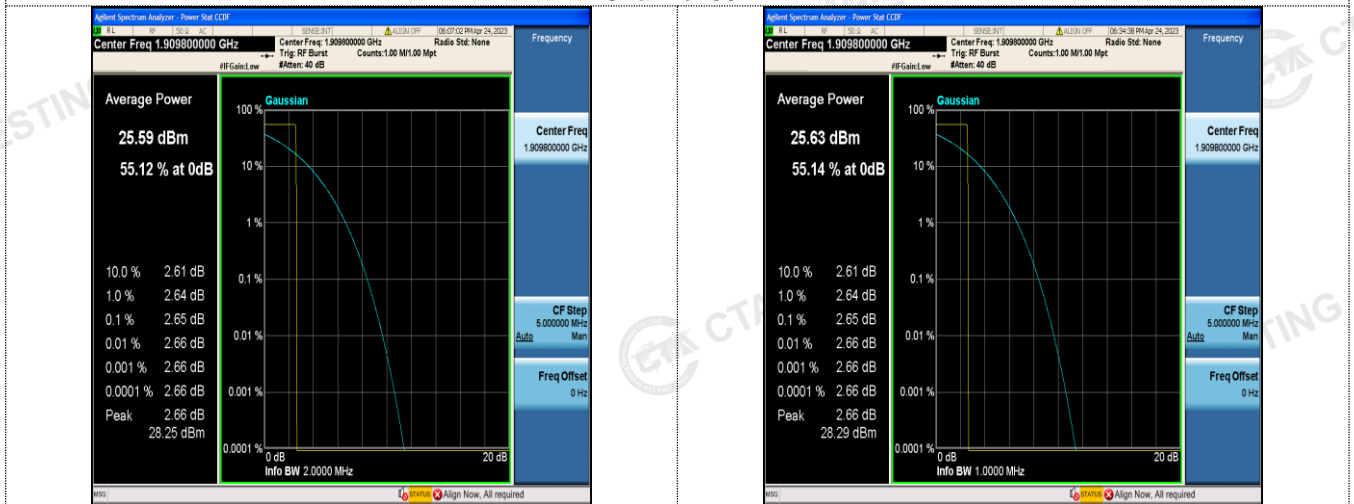 Agilent Spectrum Analyzer - Power Stat CCDF
RL RF 50 Ω AC SENSE:INT ALIGN OFF 06:07:02 PM Apr 24, 2023
Center Freq 1.909800000 GHz
Center Freq: 1.909800000 GHz Radio Std: None
Trig: RF Burst Counts:1.00 M/1.00 Mpt
#IFGain:Low #Atten: 40 dB
Frequency
Average Power
25.59 dBm
55.12 % at 0dB
10.0 % 2.61 dB
1.0 % 2.64 dB
0.1 % 2.65 dB
0.01 % 2.66 dB
0.001 % 2.66 dB
0.0001 % 2.66 dB
Peak 2.66 dB
28.25 dBm
Gaussian
100 %
10 %
1 %
0.1 %
0.01 %
0.001 %
0.0001 %
0 dB 20 dB
Info BW 2.0000 MHz
Center Freq
1.909800000 GHz
CF Step
5.000000 MHz
Auto Man
Freq Offset
0 Hz
MSG STATUS Align Now, All required
Agilent Spectrum Analyzer - Power Stat CCDF
RL RF 50 Ω AC SENSE:INT ALIGN OFF 06:34:38 PM Apr 24, 2023
Center Freq 1.909800000 GHz
Center Freq: 1.909800000 GHz Radio Std: None
Trig: RF Burst Counts:1.00 M/1.00 Mpt
#IFGain:Low #Atten: 40 dB
Frequency
Average Power
25.63 dBm
55.14 % at 0dB
10.0 % 2.61 dB
1.0 % 2.64 dB
0.1 % 2.65 dB
0.01 % 2.66 dB
0.001 % 2.66 dB
0.0001 % 2.66 dB
Peak 2.66 dB
28.29 dBm
Gaussian
100 %
10 %
1 %
0.1 %
0.01 %
0.001 %
0.0001 %
0 dB 20 dB
Info BW 1.0000 MHz
Center Freq
1.909800000 GHz
CF Step
5.000000 MHz
Auto Man
Freq Offset
0 Hz
MSG STATUS Align Now, All required
ESTING
CTA
TING
CT